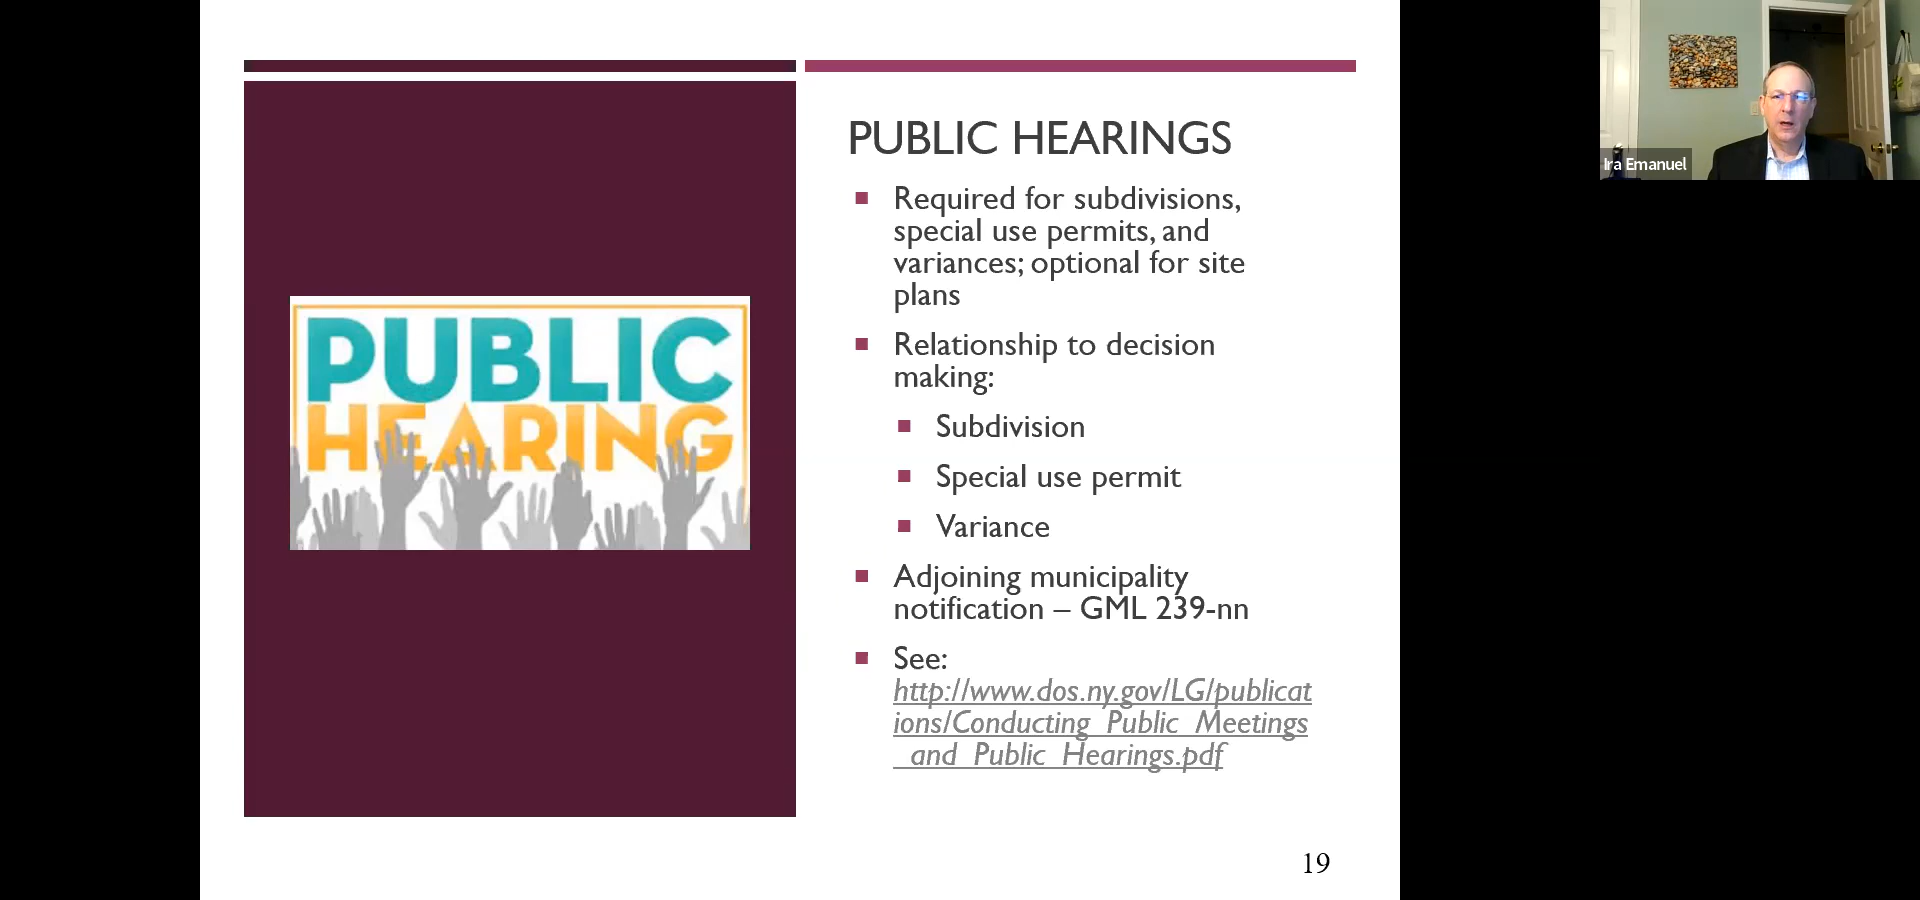 PUBLIC HEARINGS
Required for subdivisions,
special use permits, and
variances; optional for site
plans
Relationship to decision
making:
Subdivision
Special use permit
Variance
Adjoining municipality
notification – GML 239-nn
See:
http://www.dos.ny.gov/LG/publicat
ions/Conducting_Public_Meetings
_and_Public_Hearings.pdf
PUBLIC
HEARING
19
Ira Emanuel